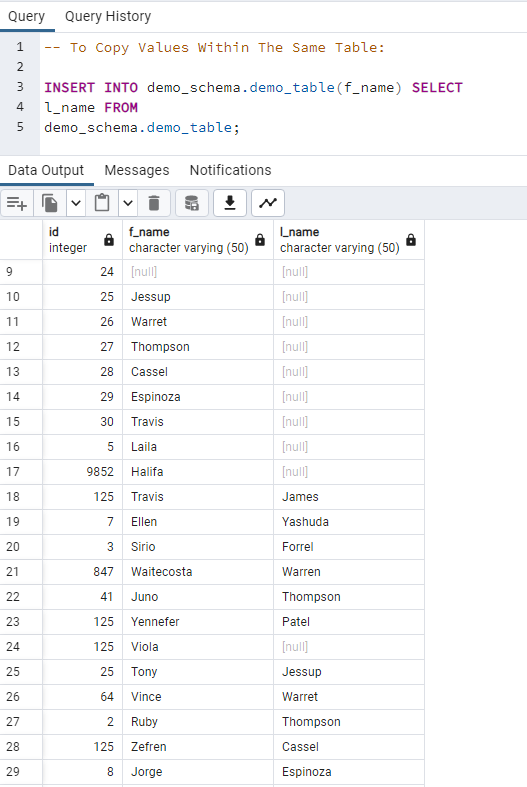 Query Query History
1 -- To Copy Values Within The Same Table:
2
3 INSERT INTO demo_schema.demo_table(f_name) SELECT
4 l_name FROM
5 demo_schema.demo_table;
Data Output Messages Notifications
id f_name l_name
integer character varying (50) character varying (50)
9 24 [null] [null]
10 25 Jessup [null]
11 26 Warret [null]
12 27 Thompson [null]
13 28 Cassel [null]
14 29 Espinoza [null]
15 30 Travis [null]
16 5 Laila [null]
17 9852 Halifa [null]
18 125 Travis James
19 7 Ellen Yashuda
20 3 Sirio Forrel
21 847 Waitecosta Warren
22 41 Juno Thompson
23 125 Yennefer Patel
24 125 Viola [null]
25 25 Tony Jessup
26 64 Vince Warret
27 2 Ruby Thompson
28 125 Zefren Cassel
29 8 Jorge Espinoza